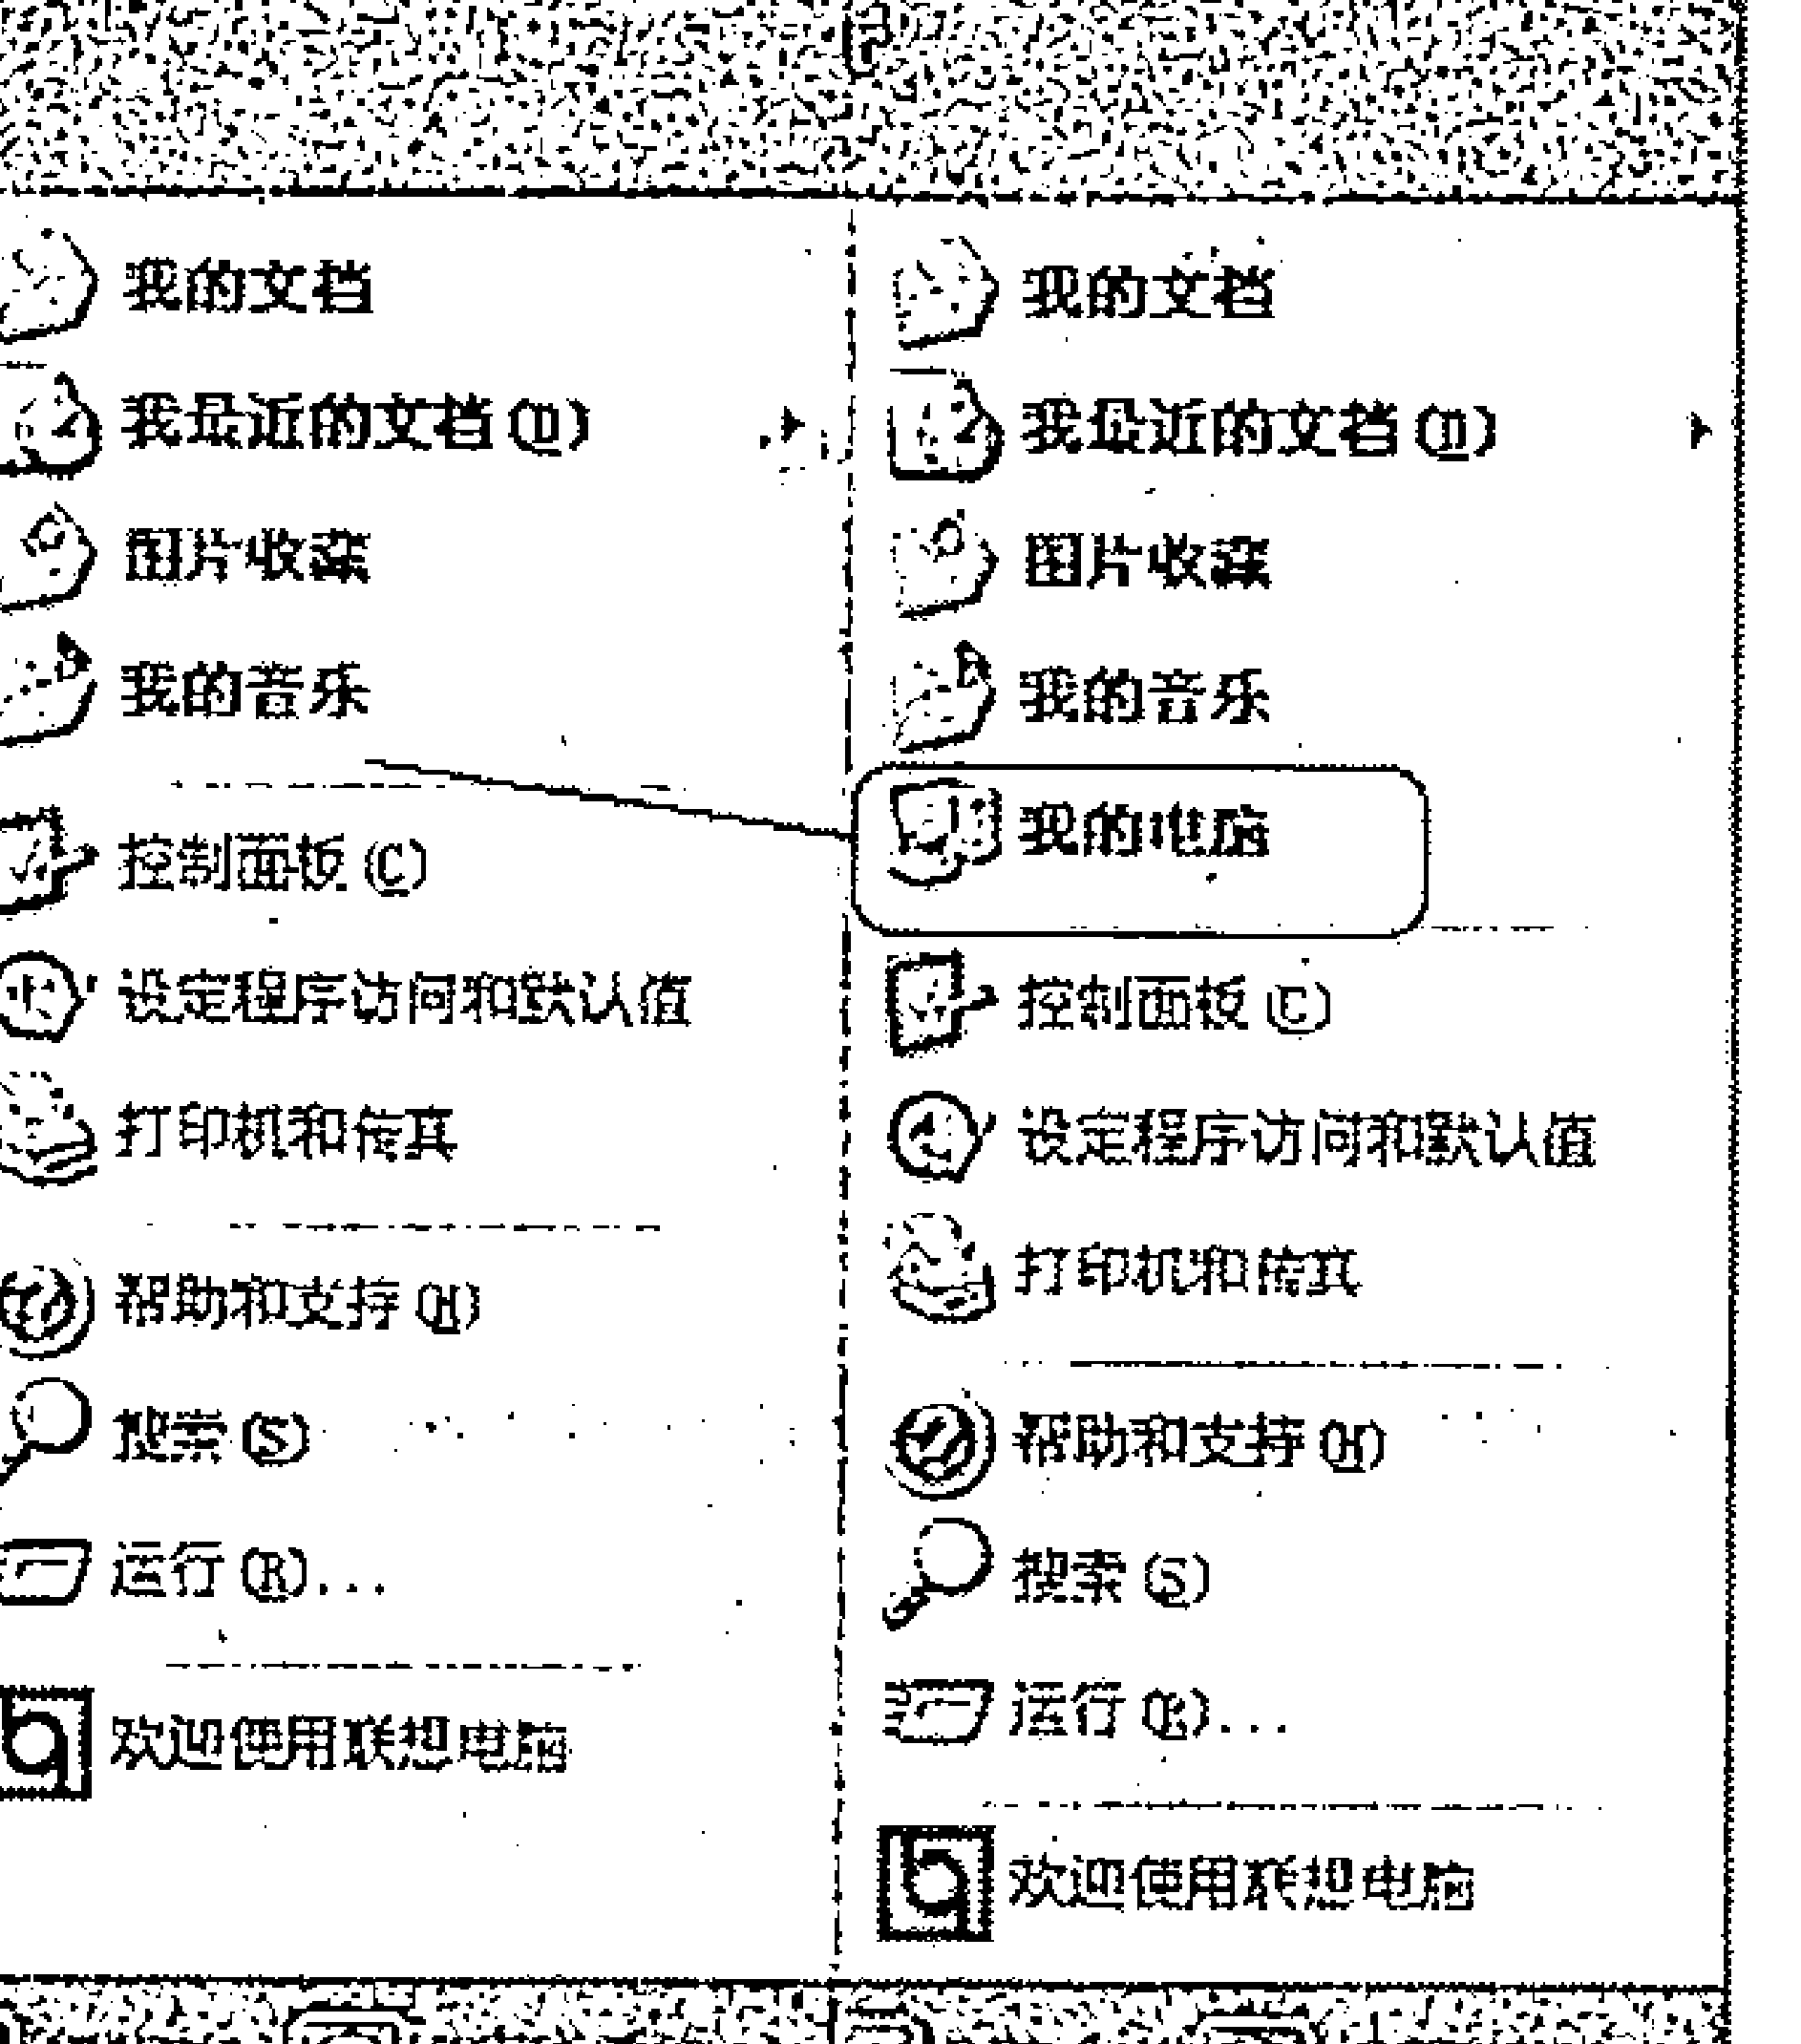 我的文档
我最近的文档(D)
图片收藏
我的音乐
控制面板(C)
设定程序访问和默认值
打印机和传真
帮助和支持(H)
搜索(S)
运行(R)...
欢迎使用联想电脑
我的文档
我最近的文档(D)
图片收藏
我的音乐
我的电脑
控制面板(C)
设定程序访问和默认值
打印机和传真
帮助和支持(H)
搜索(S)
运行(R)...
欢迎使用联想电脑